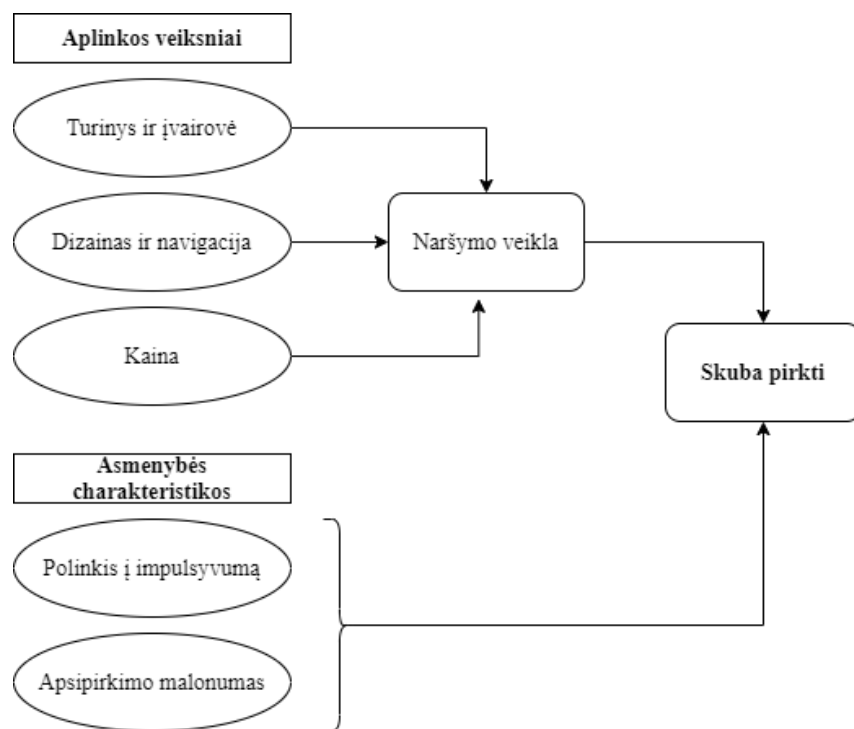 Aplinkos veiksniai
Turinys ir įvairovė
Dizainas ir navigacija
Naršymo veikla
Kaina
Skuba pirkti
Asmenybės
charakteristikos
Polinkis į impulsyvumą
Apsipirkimo malonumas